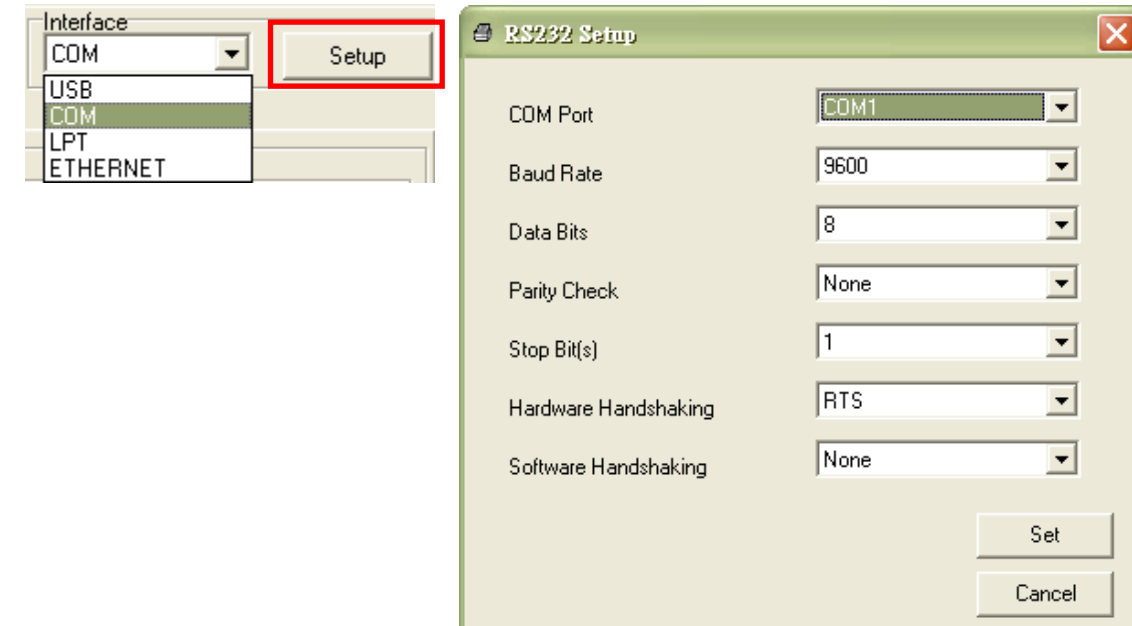 Interface
COM
Setup
USB
COM
LPT
ETHERNET
RS232 Setup
COM Port COM1
Baud Rate 9600
Data Bits 8
Parity Check None
Stop Bit(s) 1
Hardware Handshaking RTS
Software Handshaking None
Set
Cancel